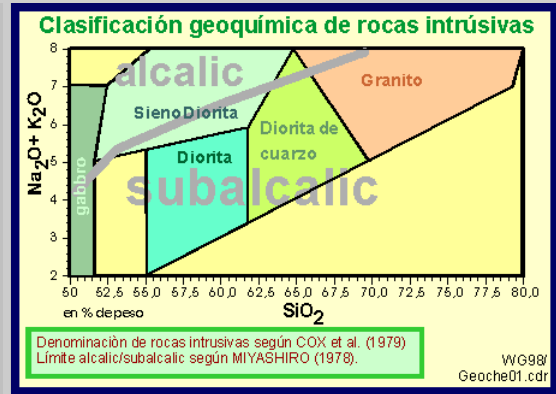 Clasificación geoquímica de rocas intrúsivas
alcalic
subalcalic
SienoDiorita
Granito
Diorita de
cuarzo
Diorita
gabbro
Na2O+ K2O
8
7
6
5
4
3
2
50 52,5 55,0 57,5 60,0 62,5 65,0 67,5 70,0 72,5 75,0 77,5 80,0
en % de peso
SiO2
Denominaciòn de rocas intrusivas según COX et al. (1979)
Límite alcalic/subalcalic según MIYASHIRO (1978).
WG98/
Geoche01.cdr